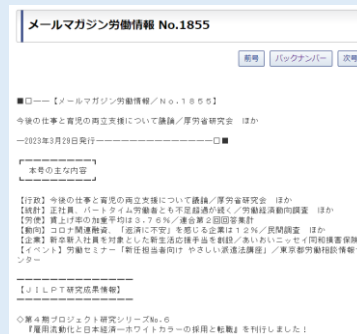 メールマガジン労働情報 No.1855
前号 バックナンバー 次号
■□――【メールマガジン労働情報／Ｎｏ．１８５５】
今後の仕事と育児の両立支援について議論／厚労省研究会　ほか
―2023年3月29日発行――――――――――――――□■
本号の主な内容
【行政】今後の仕事と育児の両立支援について議論／厚労省研究会　ほか
【統計】正社員、パートタイム労働者とも不足超過が続く／労働経済動向調査　ほか
【労使】賃上げ率の加重平均は３．７６％／連合第２回回答集計
【動向】コロナ関連融資、「返済に不安」を感じる企業は１２％／民間調査　ほか
【企業】新卒新入社員を対象とした新生活応援手当を創設／あいおいニッセイ同和損害保険
【イベント】労働セミナー「新任担当者向け やさしい派遣法講座」／東京都労働相談情報セ
ンター
【ＪＩＬＰＴ研究成果情報】
◇第４期プロジェクト研究シリーズNo.6
『雇用流動化と日本経済―ホワイトカラーの採用と転職』を刊行しました！